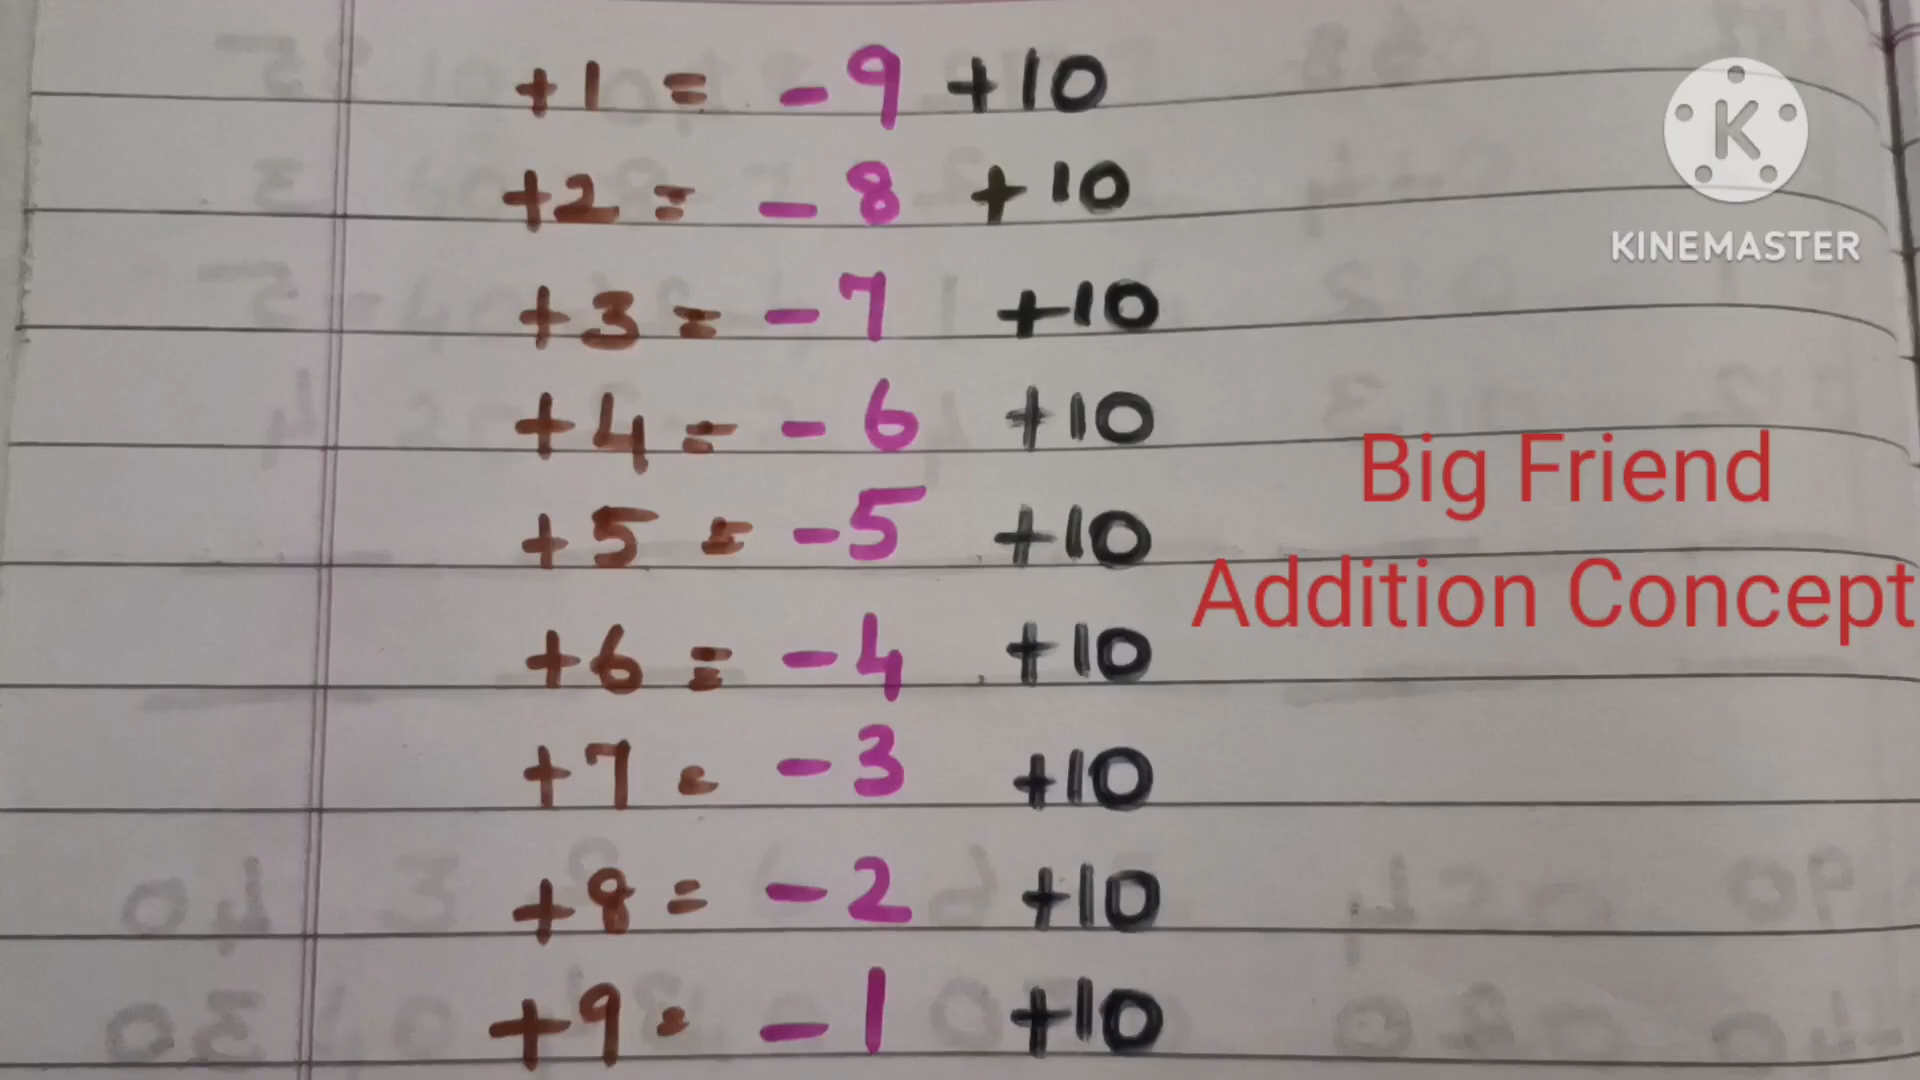 +1 = -9 +10
+2 = -8 +10
+3 = -7 +10
+4 = -6 +10
+5 = -5 +10
+6 = -4 +10
+7 = -3 +10
+8 = -2 +10
+9 = -1 +10
KINEMASTER
Big Friend
Addition Concept